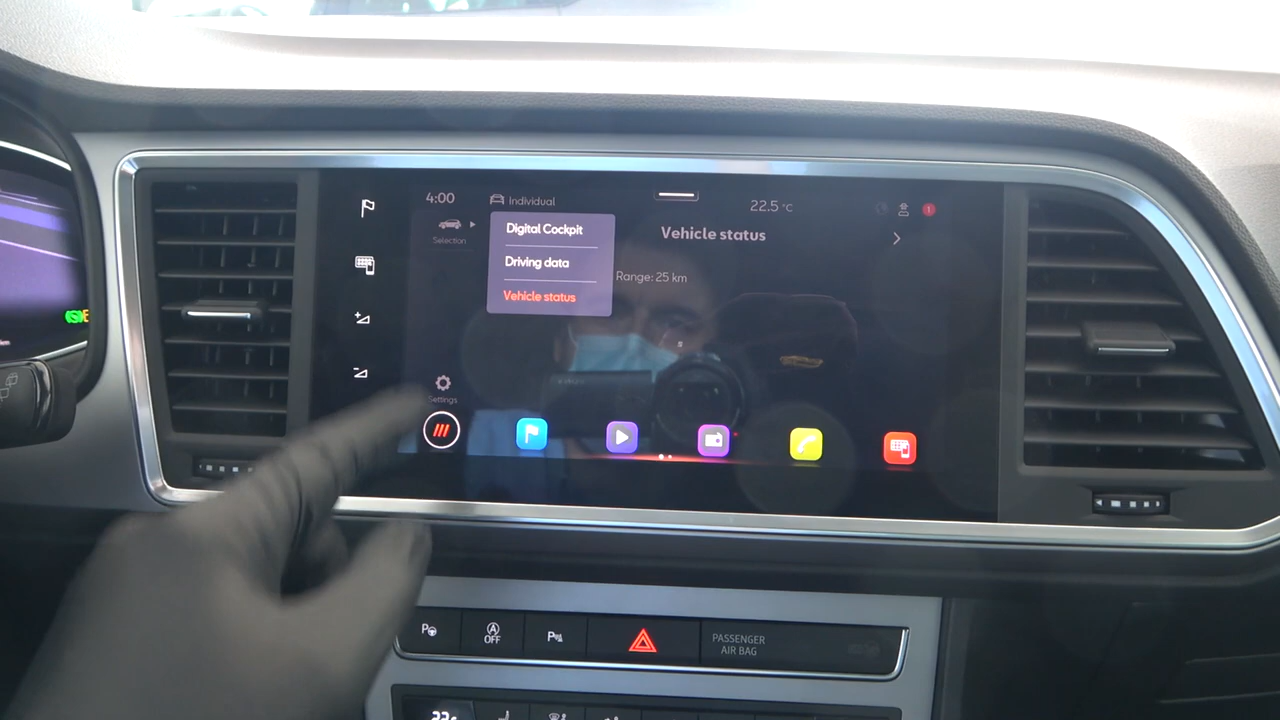 4:00
Individual
22.5 °C
1
Selection
Digital Cockpit
Driving data
Vehicle status
Vehicle status
Range: 25 km
Settings
P
A
OFF
P
PASSENGER
AIR BAG